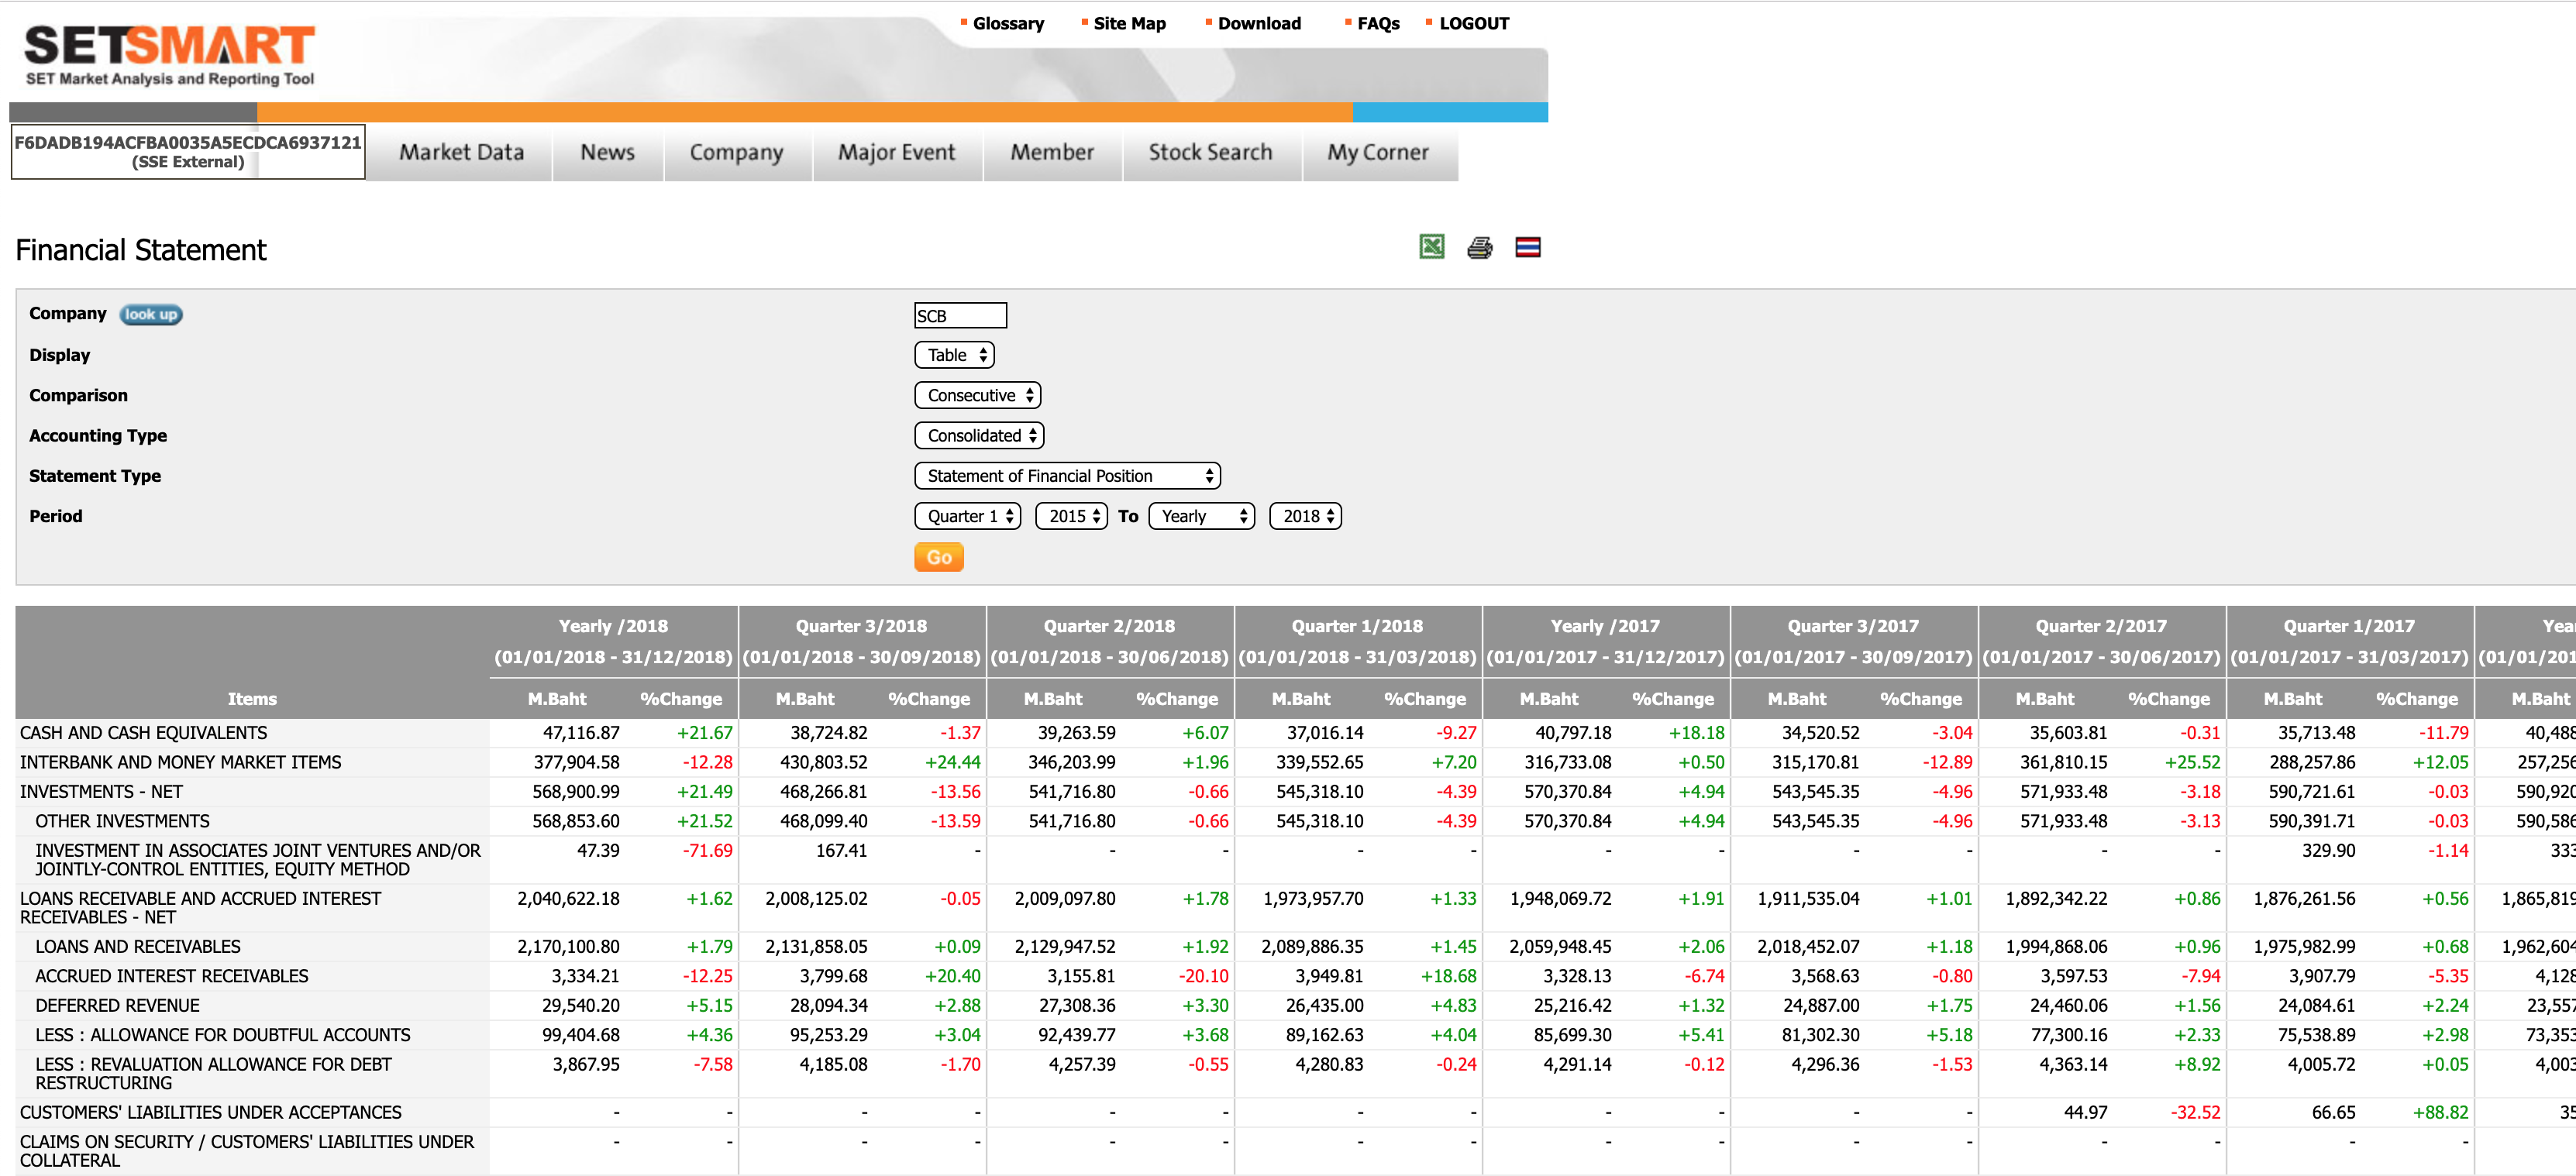 Glossary Site Map Download FAQs LOGOUT
SETSMART
SET Market Analysis and Reporting Tool
F6DADB194ACFBA0035A5ECDCA6937121
(SSE External)
Market Data News Company Major Event Member Stock Search My Corner
Financial Statement
Company look up SCB
Display Table
Comparison Consecutive
Accounting Type Consolidated
Statement Type Statement of Financial Position
Period Quarter 1 2015 To Yearly 2018
Go
Yearly /2018 Quarter 3/2018 Quarter 2/2018 Quarter 1/2018 Yearly /2017 Quarter 3/2017 Quarter 2/2017 Quarter 1/2017 Yea
(01/01/2018 - 31/12/2018) (01/01/2018 - 30/09/2018) (01/01/2018 - 30/06/2018) (01/01/2018 - 31/03/2018) (01/01/2017 - 31/12/2017) (01/01/2017 - 30/09/2017) (01/01/2017 - 30/06/2017) (01/01/2017 - 31/03/2017) (01/01/201
Items M.Baht %Change M.Baht %Change M.Baht %Change M.Baht %Change M.Baht %Change M.Baht %Change M.Baht %Change M.Baht %Change M.Baht
CASH AND CASH EQUIVALENTS 47,116.87 +21.67 38,724.82 -1.37 39,263.59 +6.07 37,016.14 -9.27 40,797.18 +18.18 34,520.52 -3.04 35,603.81 -0.31 35,713.48 -11.79 40,488
INTERBANK AND MONEY MARKET ITEMS 377,904.58 -12.28 430,803.52 +24.44 346,203.99 +1.96 339,552.65 +7.20 316,733.08 +0.50 315,170.81 -12.89 361,810.15 +25.52 288,257.86 +12.05 257,256
INVESTMENTS - NET 568,900.99 +21.49 468,266.81 -13.56 541,716.80 -0.66 545,318.10 -4.39 570,370.84 +4.94 543,545.35 -4.96 571,933.48 -3.18 590,721.61 -0.03 590,920
OTHER INVESTMENTS 568,853.60 +21.52 468,099.40 -13.59 541,716.80 -0.66 545,318.10 -4.39 570,370.84 +4.94 543,545.35 -4.96 571,933.48 -3.13 590,391.71 -0.03 590,586
INVESTMENT IN ASSOCIATES JOINT VENTURES AND/OR 47.39 -71.69 167.41 - - - - - - - - - - - 329.90 -1.14 333
JOINTLY-CONTROL ENTITIES, EQUITY METHOD
LOANS RECEIVABLE AND ACCRUED INTEREST 2,040,622.18 +1.62 2,008,125.02 -0.05 2,009,097.80 +1.78 1,973,957.70 +1.33 1,948,069.72 +1.91 1,911,535.04 +1.01 1,892,342.22 +0.86 1,876,261.56 +0.56 1,865,819
RECEIVABLES - NET
LOANS AND RECEIVABLES 2,170,100.80 +1.79 2,131,858.05 +0.09 2,129,947.52 +1.92 2,089,886.35 +1.45 2,059,948.45 +2.06 2,018,452.07 +1.18 1,994,868.06 +0.96 1,975,982.99 +0.68 1,962,604
ACCRUED INTEREST RECEIVABLES 3,334.21 -12.25 3,799.68 +20.40 3,155.81 -20.10 3,949.81 +18.68 3,328.13 -6.74 3,568.63 -0.80 3,597.53 -7.94 3,907.79 -5.35 4,128
DEFERRED REVENUE 29,540.20 +5.15 28,094.34 +2.88 27,308.36 +3.30 26,435.00 +4.83 25,216.42 +1.32 24,887.00 +1.75 24,460.06 +1.56 24,084.61 +2.24 23,557
LESS : ALLOWANCE FOR DOUBTFUL ACCOUNTS 99,404.68 +4.36 95,253.29 +3.04 92,439.77 +3.68 89,162.63 +4.04 85,699.30 +5.41 81,302.30 +5.18 77,300.16 +2.33 75,538.89 +2.98 73,353
LESS : REVALUATION ALLOWANCE FOR DEBT 3,867.95 -7.58 4,185.08 -1.70 4,257.39 -0.55 4,280.83 -0.24 4,291.14 -0.12 4,296.36 -1.53 4,363.14 +8.92 4,005.72 +0.05 4,003
RESTRUCTURING
CUSTOMERS' LIABILITIES UNDER ACCEPTANCES - - - - - - - - - - - - 44.97 -32.52 66.65 +88.82 35
CLAIMS ON SECURITY / CUSTOMERS' LIABILITIES UNDER - - - - - - - - - - - - - - - -
COLLATERAL